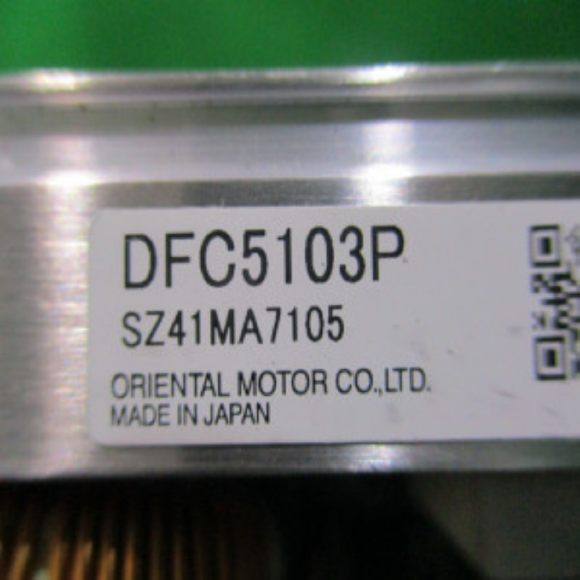 DFC5103P
SZ41MA7105
ORIENTAL MOTOR CO.,LTD.
MADE IN JAPAN